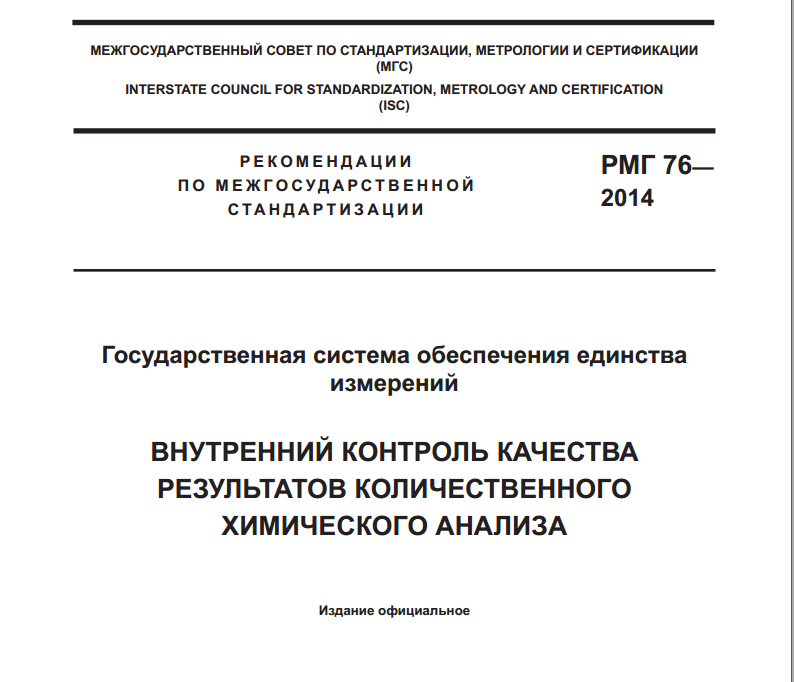 МЕЖГОСУДАРСТВЕННЫЙ СОВЕТ ПО СТАНДАРТИЗАЦИИ, МЕТРОЛОГИИ И СЕРТИФИКАЦИИ
(МГС)
INTERSTATE COUNCIL FOR STANDARDIZATION, METROLOGY AND CERTIFICATION
(ISC)
РЕКОМЕНДАЦИИ
ПО МЕЖГОСУДАРСТВЕННОЙ
СТАНДАРТИЗАЦИИ
РМГ 76—
2014
Государственная система обеспечения единства
измерений
ВНУТРЕННИЙ КОНТРОЛЬ КАЧЕСТВА
РЕЗУЛЬТАТОВ КОЛИЧЕСТВЕННОГО
ХИМИЧЕСКОГО АНАЛИЗА
Издание официальное